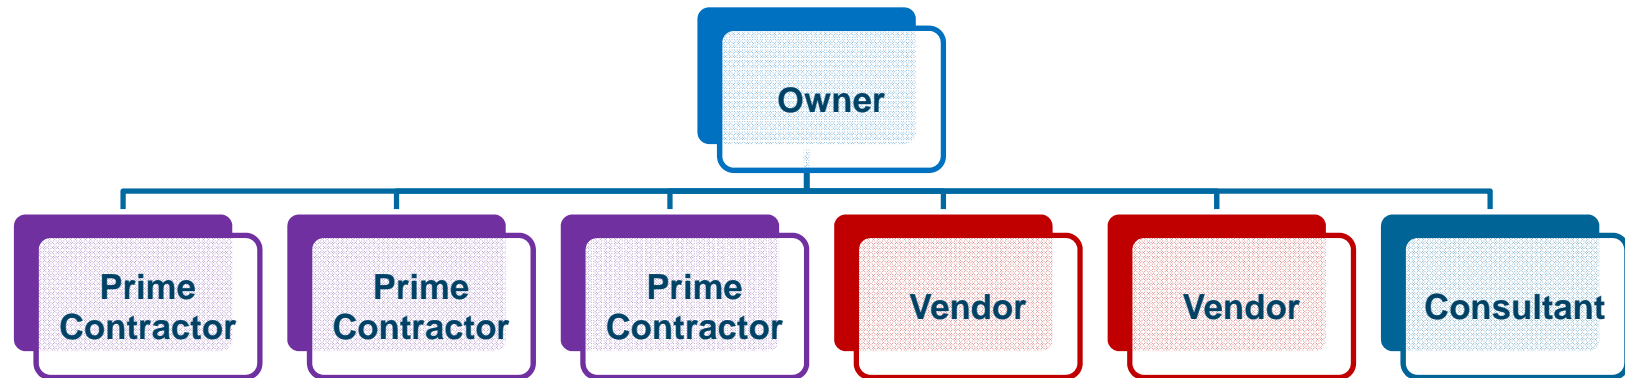 Owner
Prime
Contractor
Prime
Contractor
Prime
Contractor
Vendor
Vendor
Consultant